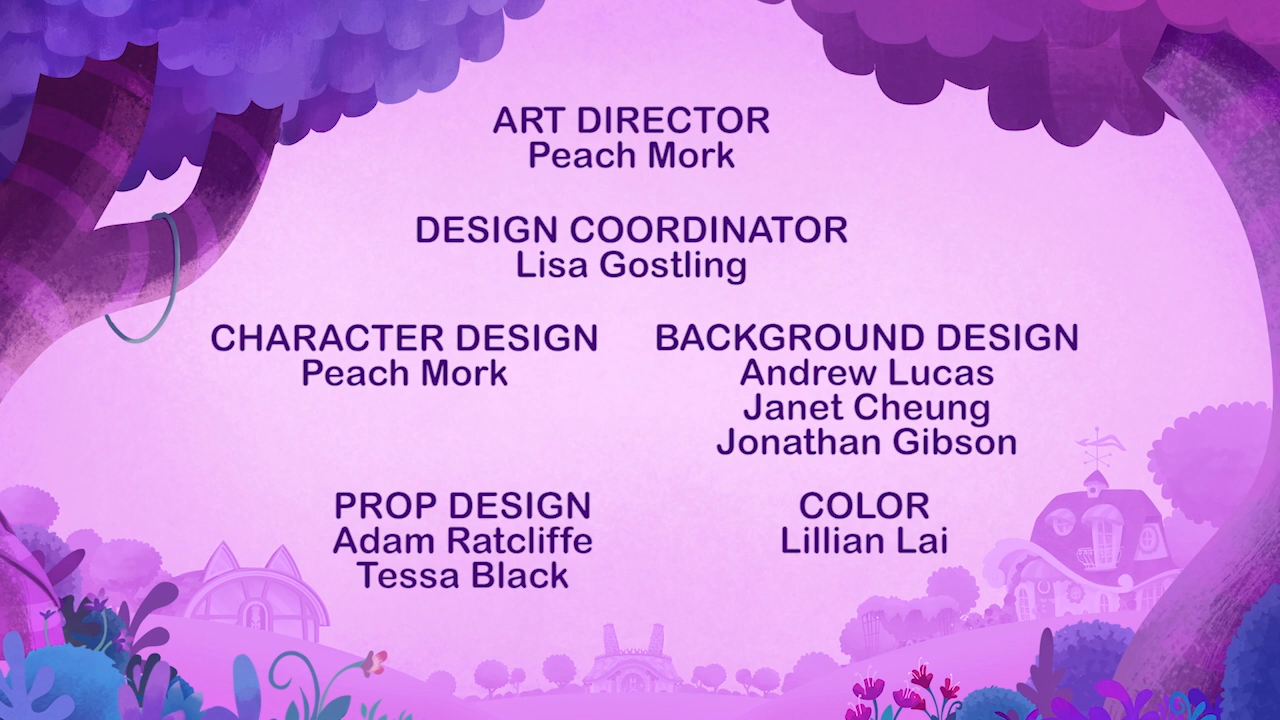 ART DIRECTOR
Peach Mork
DESIGN COORDINATOR
Lisa Gostling
CHARACTER DESIGN
Peach Mork
BACKGROUND DESIGN
Andrew Lucas
Janet Cheung
Jonathan Gibson
PROP DESIGN
Adam Ratcliffe
Tessa Black
COLOR
Lillian Lai